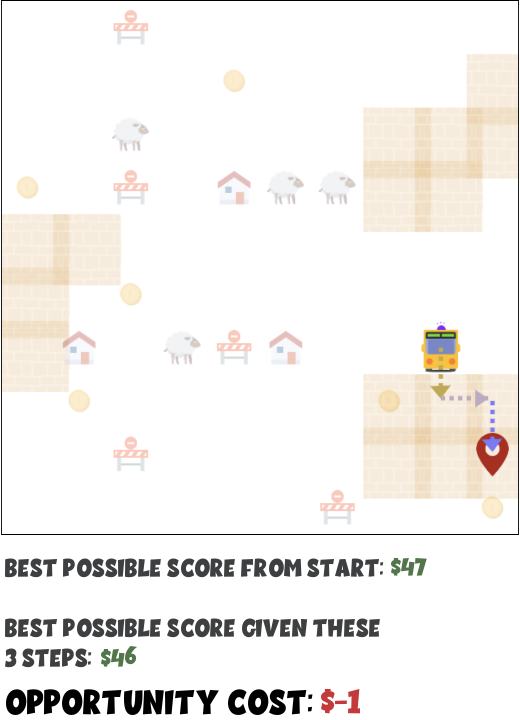 BEST POSSIBLE SCORE FROM START: $47
BEST POSSIBLE SCORE GIVEN THESE
3 STEPS: $46
OPPORTUNITY COST: $-1